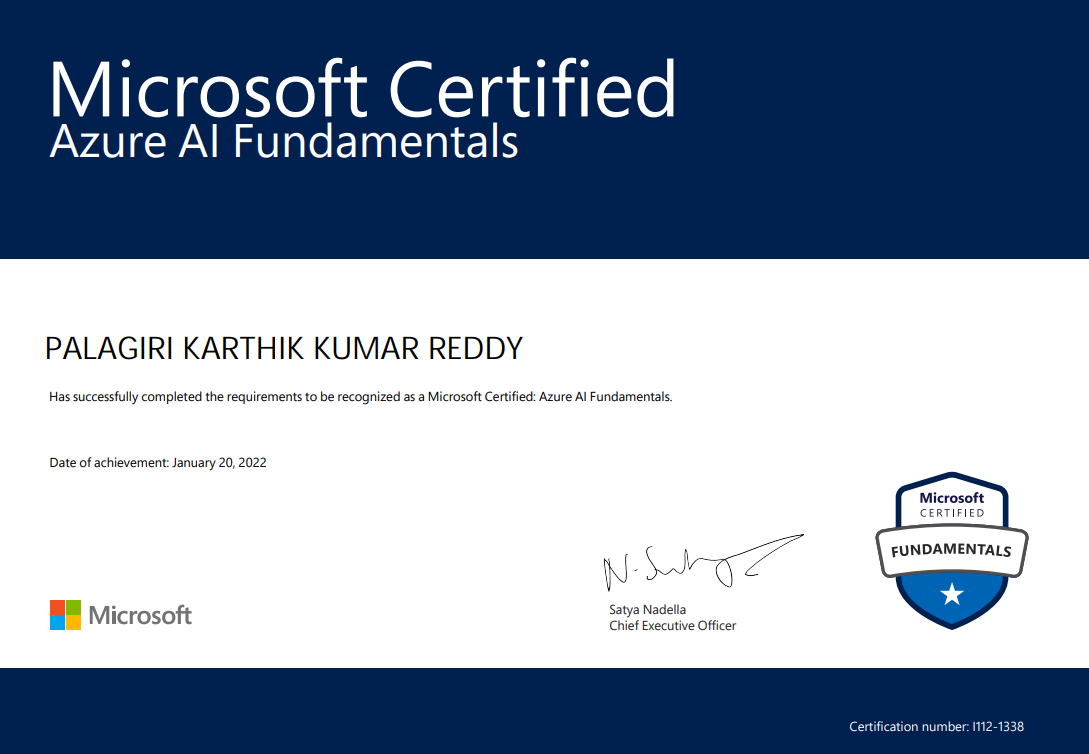 Microsoft Certified
Azure AI Fundamentals
PALAGIRI KARTHIK KUMAR REDDY
Has successfully completed the requirements to be recognized as a Microsoft Certified: Azure AI Fundamentals.
Date of achievement: January 20, 2022
Microsoft
CERTIFIED
FUNDAMENTALS
Satya Nadella
Chief Executive Officer
Microsoft
Certification number: I112-1338